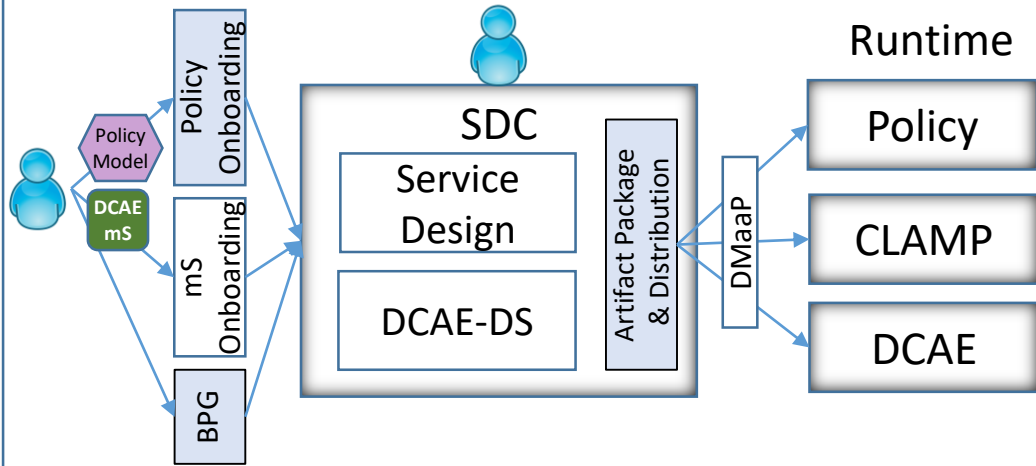 Policy
Model
DCAE
mS
Policy
Onboarding
mS
Onboarding
BPG
SDC
Service
Design
DCAE-DS
Artifact Package
& Distribution
DMaaP
Runtime
Policy
CLAMP
DCAE